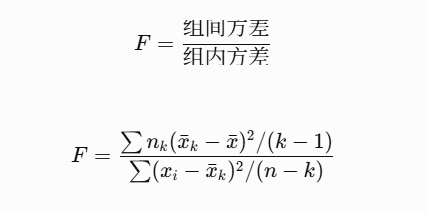 F = 组间方差 / 组内方差
F = ∑ n_k(x̄_k − x̄)²/(k − 1) / ∑(x_i − x̄_k)²/(n − k)